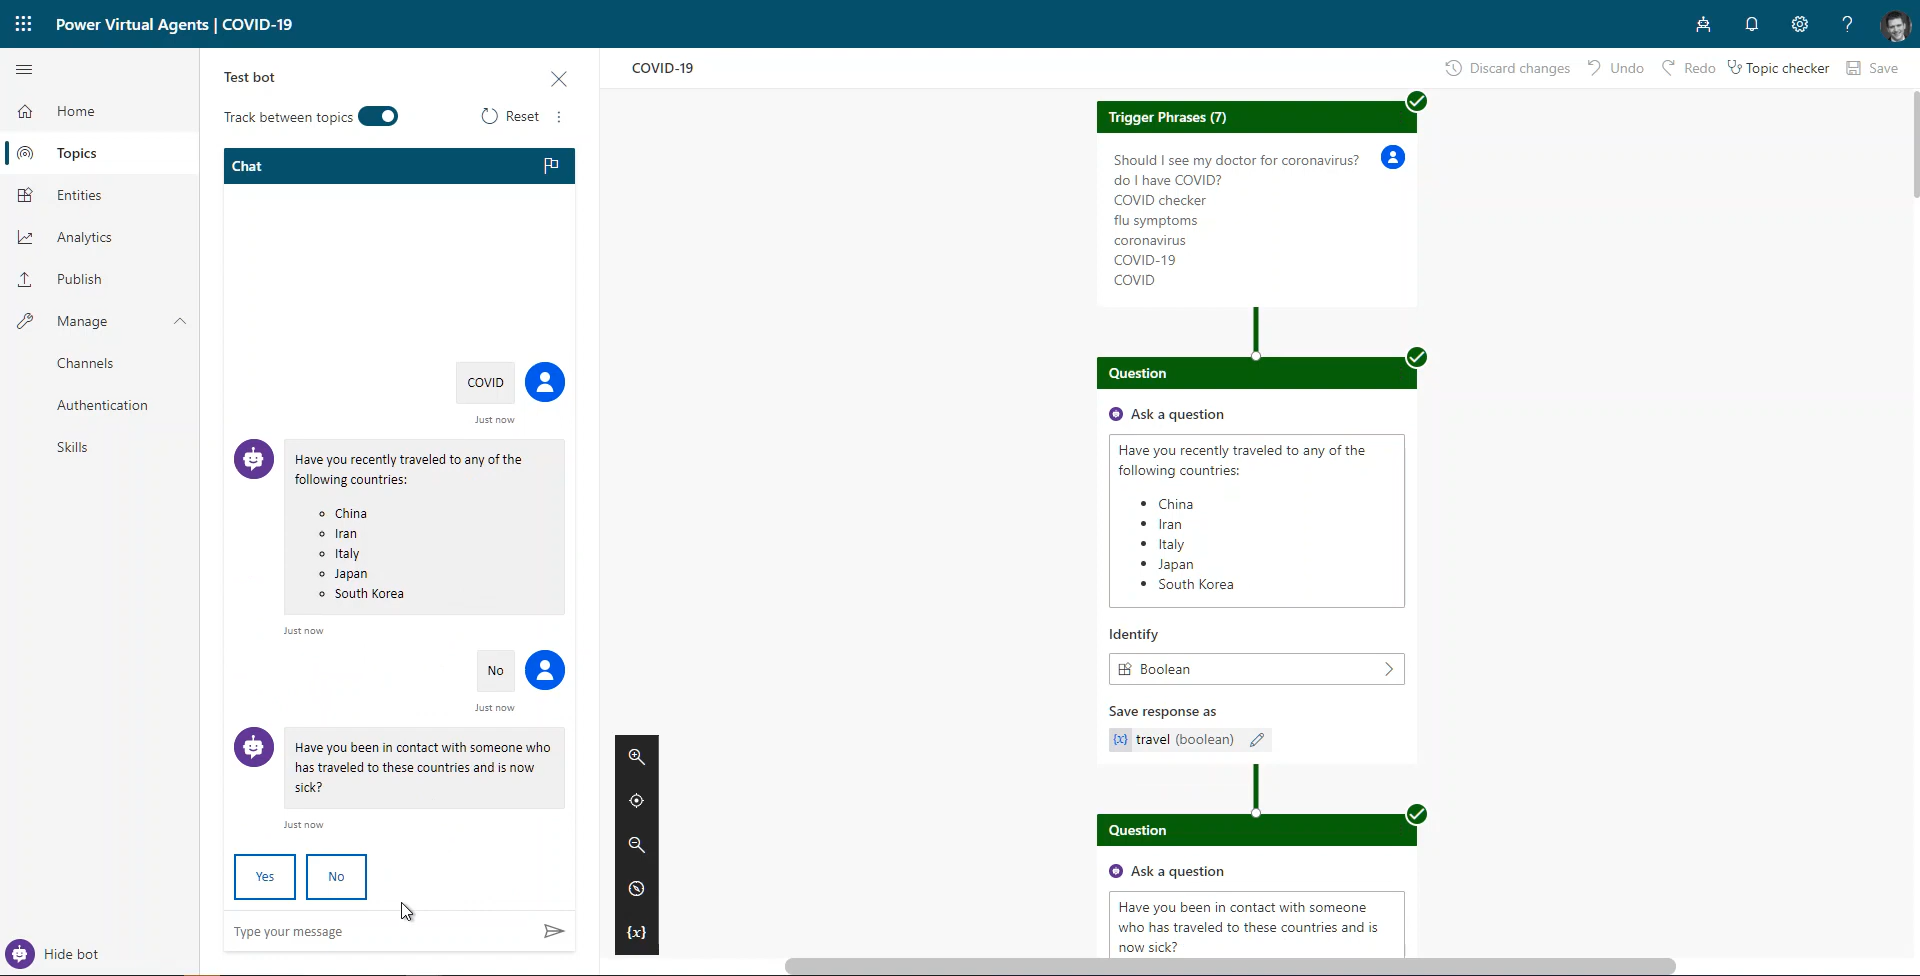 Power Virtual Agents | COVID-19
Home
Topics
Entities
Analytics
Publish
Manage
Channels
Authentication
Skills
Hide bot
Test bot
Track between topics
Reset
Chat
COVID
Just now
Have you recently traveled to any of the
following countries:
China
Iran
Italy
Japan
South Korea
Just now
No
Just now
Have you been in contact with someone who
has traveled to these countries and is now
sick?
Just now
Yes No
Type your message
COVID-19
Discard changes Undo Redo Topic checker Save
Trigger Phrases (7)
Should I see my doctor for coronavirus?
do I have COVID?
COVID checker
flu symptoms
coronavirus
COVID-19
COVID
Question
Ask a question
Have you recently traveled to any of the
following countries:
China
Iran
Italy
Japan
South Korea
Identify
Boolean
Save response as
{x} travel (boolean)
Question
Ask a question
Have you been in contact with someone
who has traveled to these countries and is
now sick?
{x}